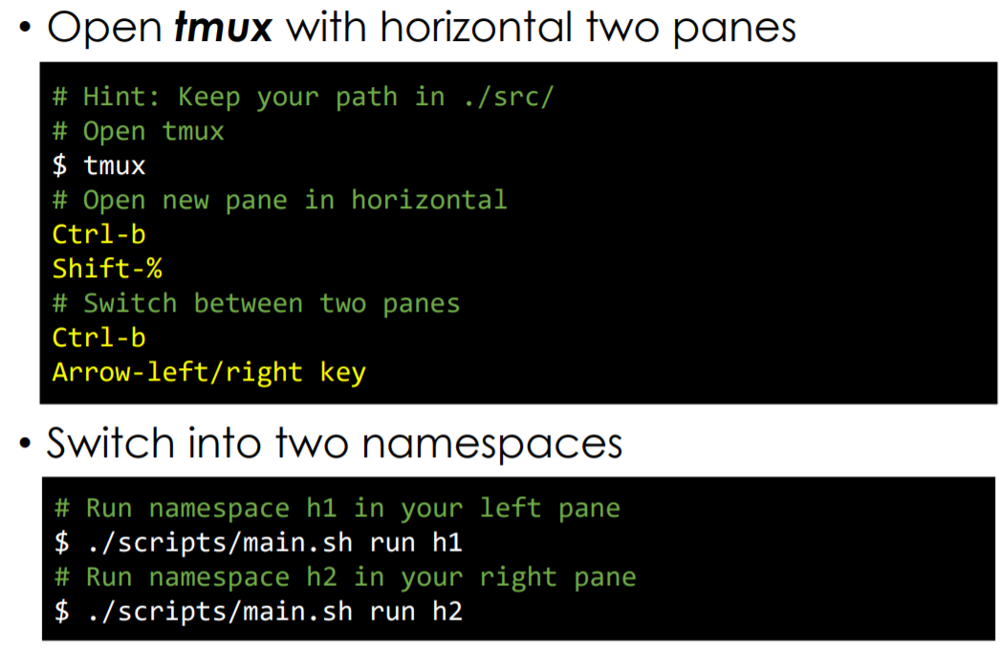 • Open tmux with horizontal two panes
# Hint: Keep your path in ./src/
# Open tmux
$ tmux
# Open new pane in horizontal
Ctrl-b
Shift-%
# Switch between two panes
Ctrl-b
Arrow-left/right key
• Switch into two namespaces
# Run namespace h1 in your left pane
$ ./scripts/main.sh run h1
# Run namespace h2 in your right pane
$ ./scripts/main.sh run h2